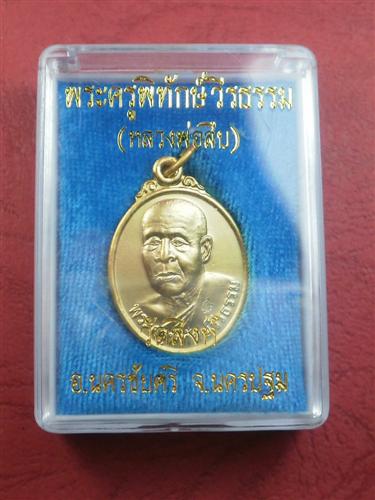 พระครูพิทักษ์วีรธรรม
(หลวงพ่อสืบ)
อ.นครชัยศรี จ.นครปฐม